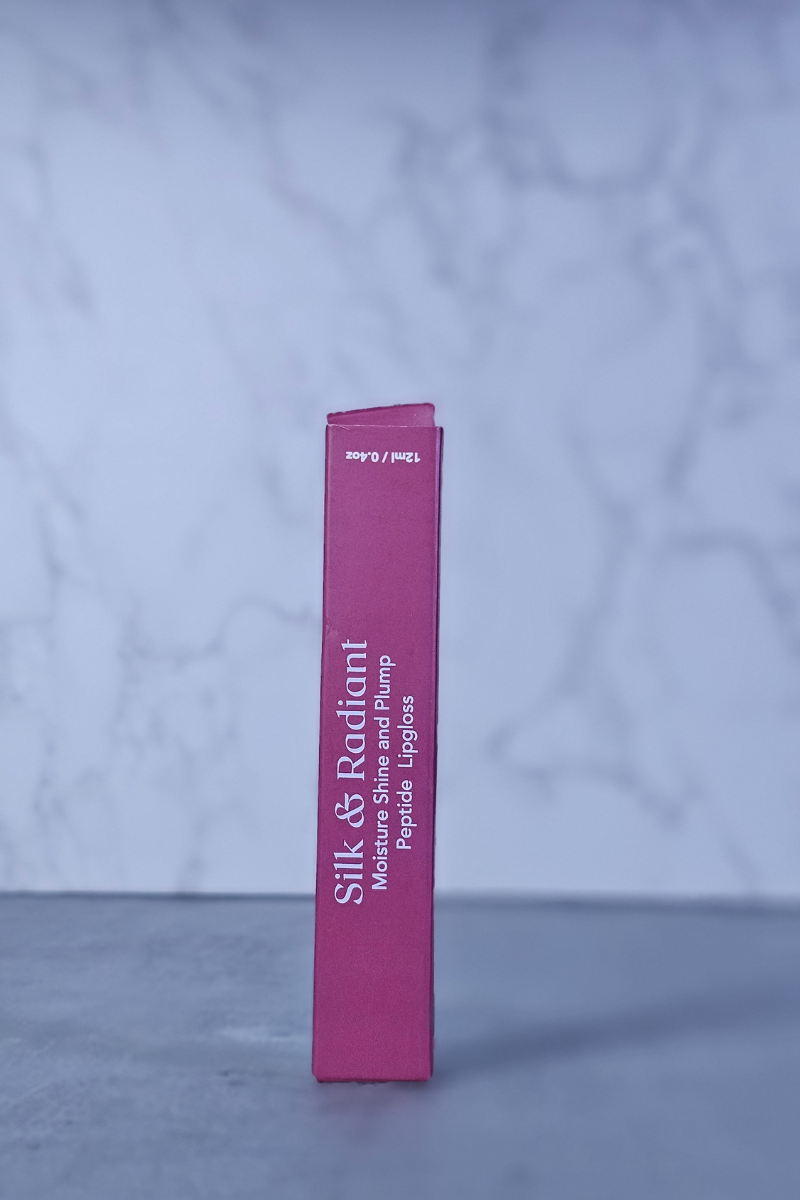 Silk & Radiant
Moisture Shine and Plump
Peptide Lipgloss
12ml / 0.4oz